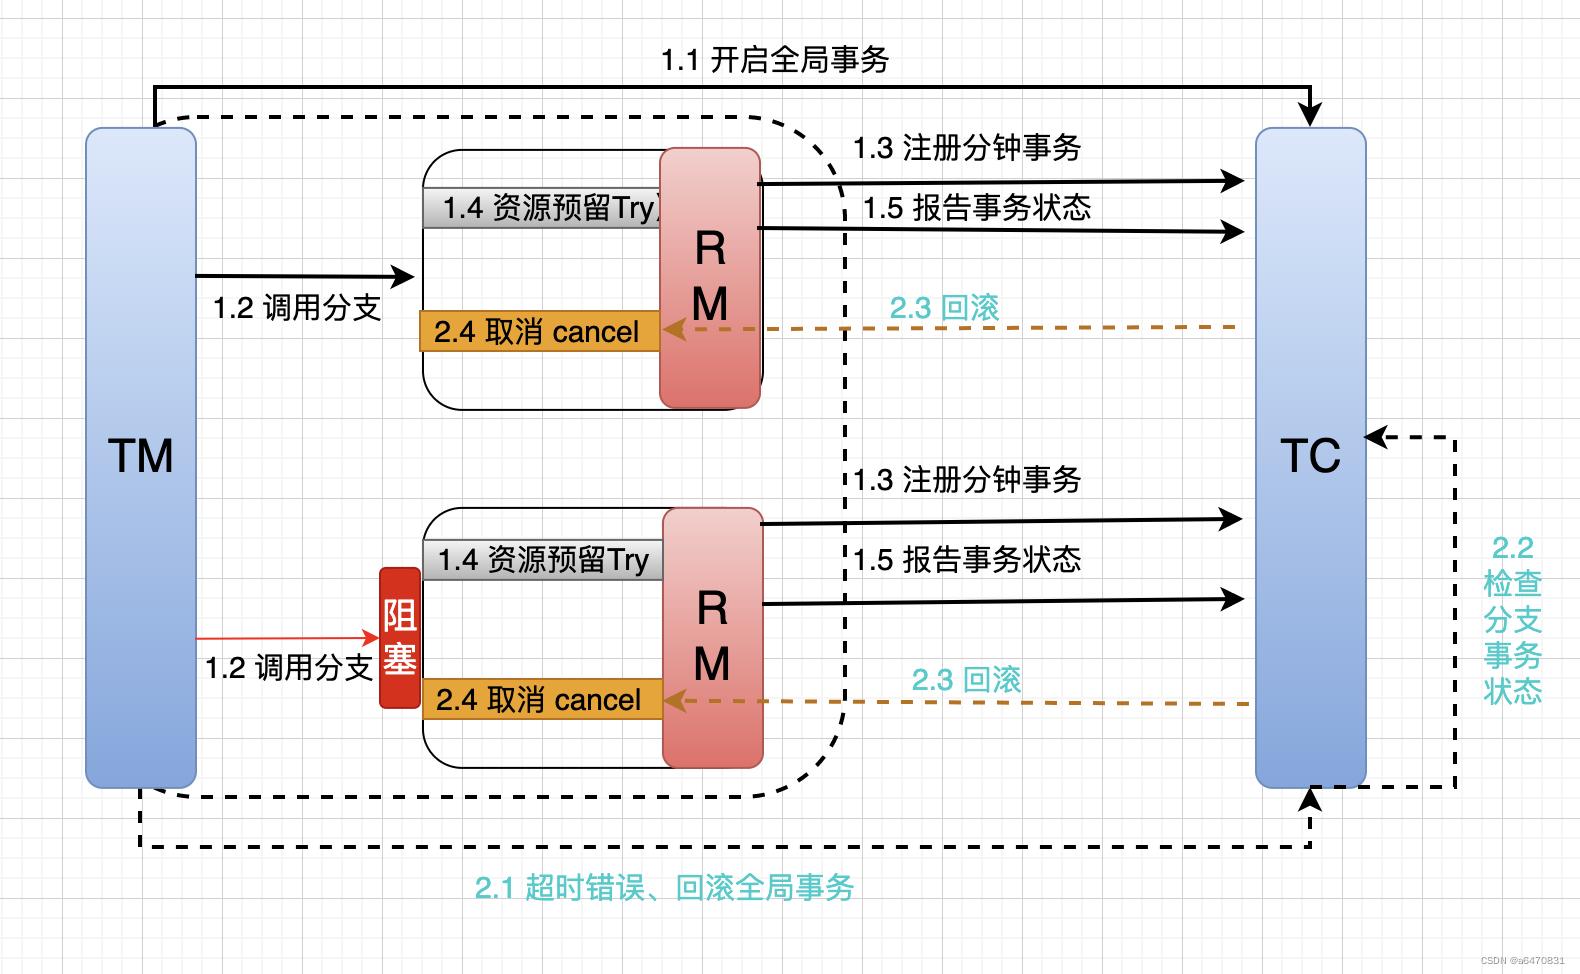 1.1 开启全局事务
1.3 注册分钟事务
1.4 资源预留Try
1.5 报告事务状态
R
M
1.2 调用分支
2.3 回滚
2.4 取消 cancel
TM
TC
1.3 注册分钟事务
1.4 资源预留Try
1.5 报告事务状态
2.2
检查
分支
事务
状态
阻
塞
R
M
1.2 调用分支
2.3 回滚
2.4 取消 cancel
2.1 超时错误、回滚全局事务
CSDN @a6470831